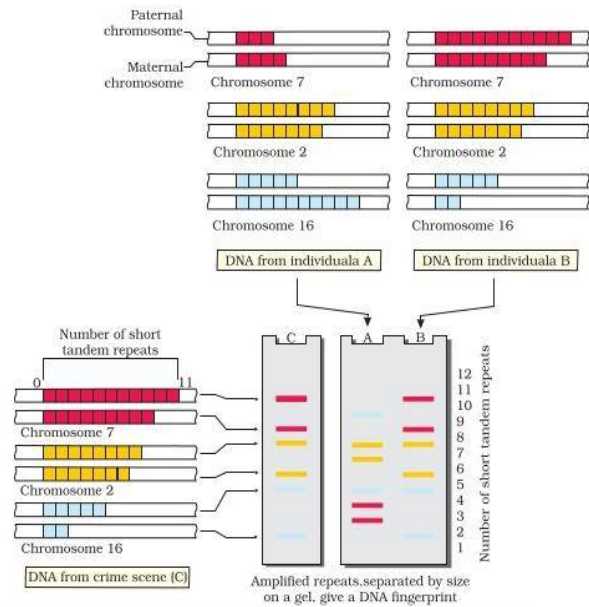 Paternal
chromosome
Maternal
chromosome
Chromosome 7
Chromosome 7
Chromosome 2
Chromosome 2
Chromosome 16
Chromosome 16
DNA from individuala A
DNA from individuala B
Number of short
tandem repeats
0
11
Chromosome 7
Chromosome 2
Chromosome 16
DNA from crime scene (C)
C
A
B
12
11
10
9
8
7
6
5
4
3
2
1
Number of short tandem repeats
Amplified repeats,separated by size
on a gel, give a DNA fingerprint